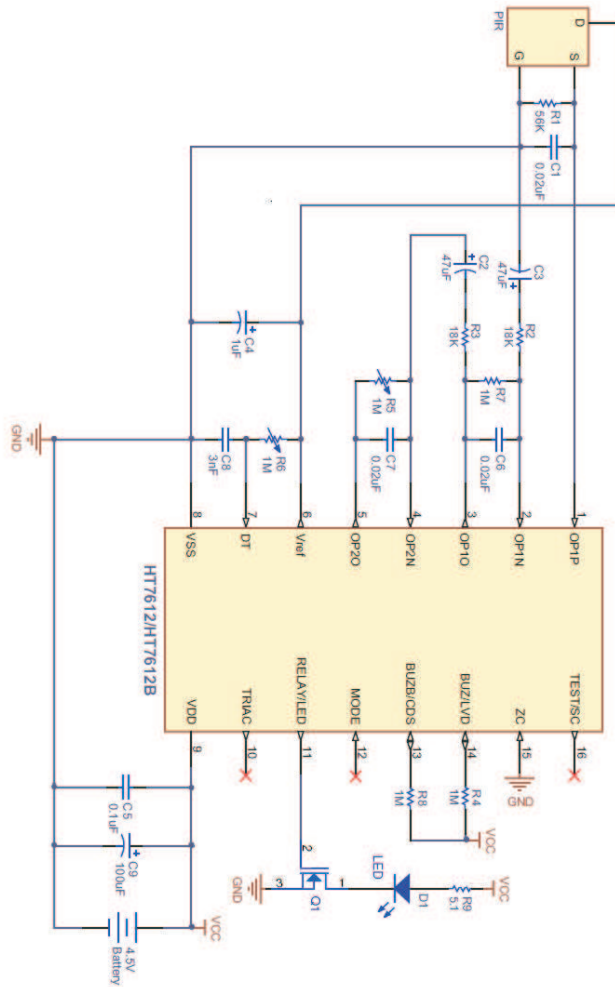 PIR
D
G
S
R1
56K
C1
0.02uF
C2
47uF
C3
47uF
R3
18K
R2
18K
C4
1uF
R5
1M
R7
1M
C8
3nF
R6
1M
C7
0.02uF
C6
0.02uF
GND
8
7
6
5
4
3
2
1
VSS
DT
Vref
OP2O
OP2N
OP1O
OP1N
OP1P
HT7612/HT7612B
VDD
TRIAC
RELAY/LED
MODE
BUZB/CDS
BUZ/LVD
ZC
TEST/SC
9
10
11
12
13
14
15
16
R8
1M
R4
1M
GND
VCC
C5
0.1uF
C9
100uF
2
3
1
Q1
GND
LED
D1
R9
5.1
VCC
VCC
4.5V
Battery